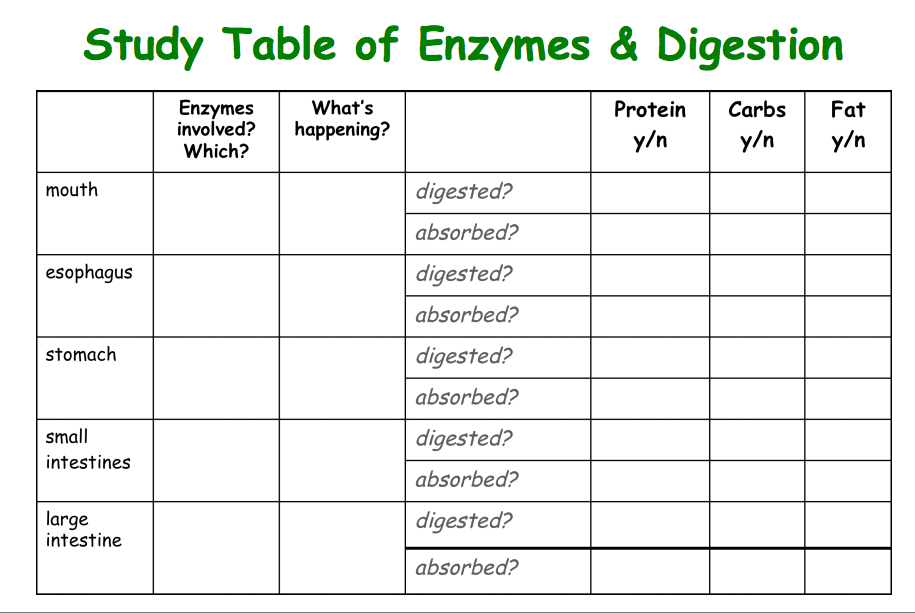 Study Table of Enzymes & Digestion
Enzymes involved? Which?
What's happening?
Protein y/n
Carbs y/n
Fat y/n
mouth
digested?
absorbed?
esophagus
digested?
absorbed?
stomach
digested?
absorbed?
small
intestines
digested?
absorbed?
large
intestine
digested?
absorbed?